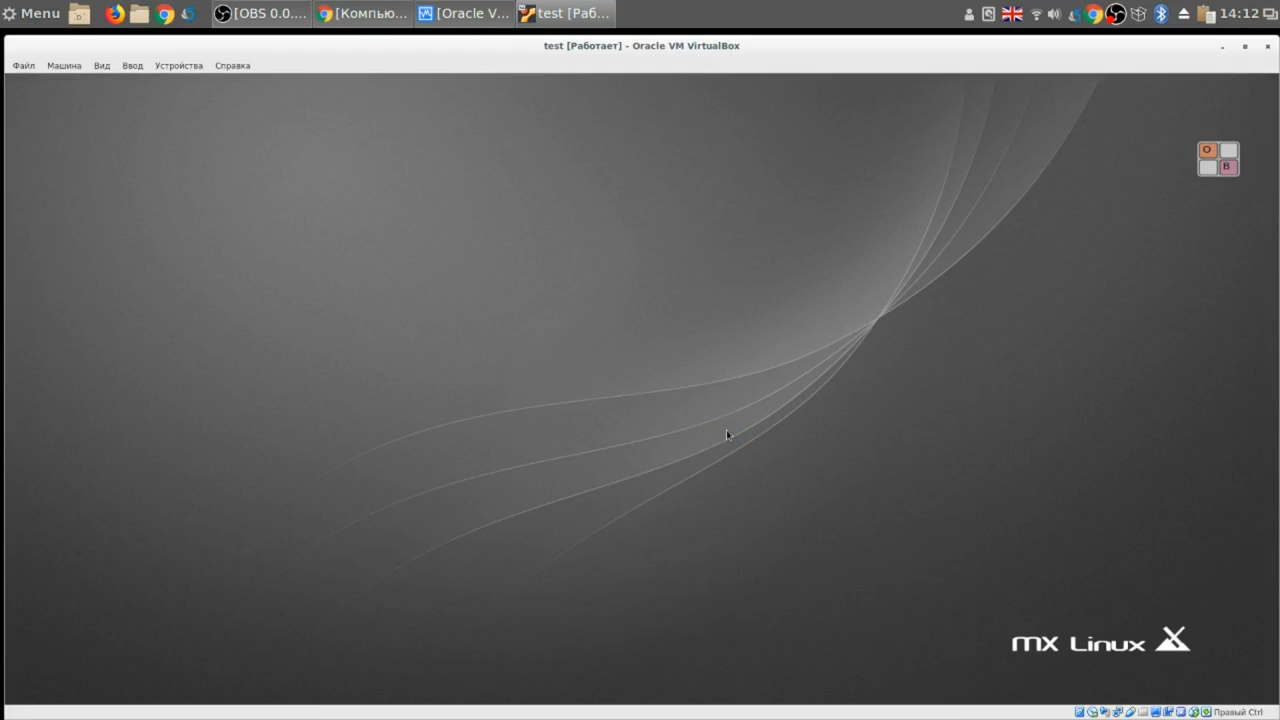 Menu [OBS 0.0.... [Компью... [Oracle V... test [Раб... 14:12
test [Работает] - Oracle VM VirtualBox
Файл Машина Вид Ввод Устройства Справка
O
B
mx Linux
Правый Ctrl